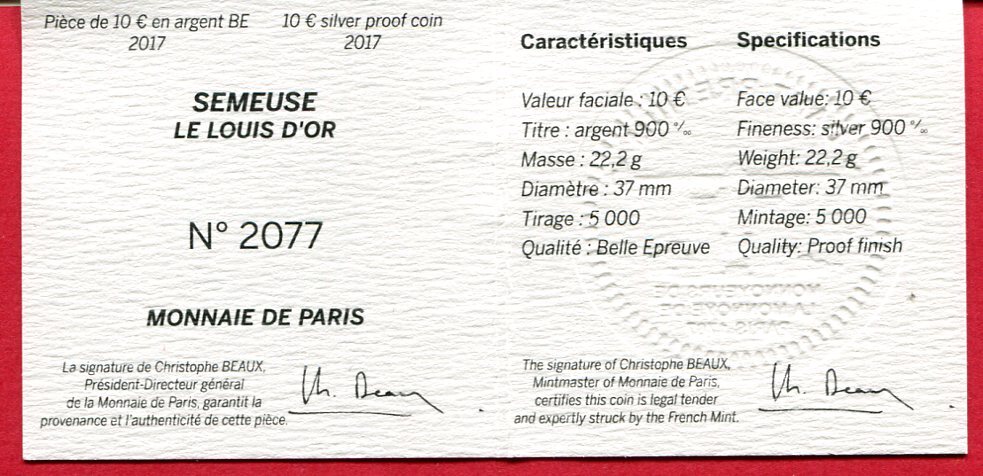 Pièce de 10 € en argent BE
2017
10 € silver proof coin
2017
SEMEUSE
LE LOUIS D'OR
N° 2077
MONNAIE DE PARIS
La signature de Christophe BEAUX,
Président-Directeur général
de la Monnaie de Paris, garantit la
provenance et l'authenticité de cette pièce.
Ch. Beaux
Caractéristiques
Valeur faciale : 10 €
Titre : argent 900 ‰
Masse : 22,2 g
Diamètre : 37 mm
Tirage : 5 000
Qualité : Belle Epreuve
Specifications
Face value: 10 €
Fineness: silver 900 ‰
Weight: 22,2 g
Diameter: 37 mm
Mintage: 5 000
Quality: Proof finish
The signature of Christophe BEAUX,
Mintmaster of Monnaie de Paris,
certifies this coin is legal tender
and expertly struck by the French Mint.
Ch. Beaux